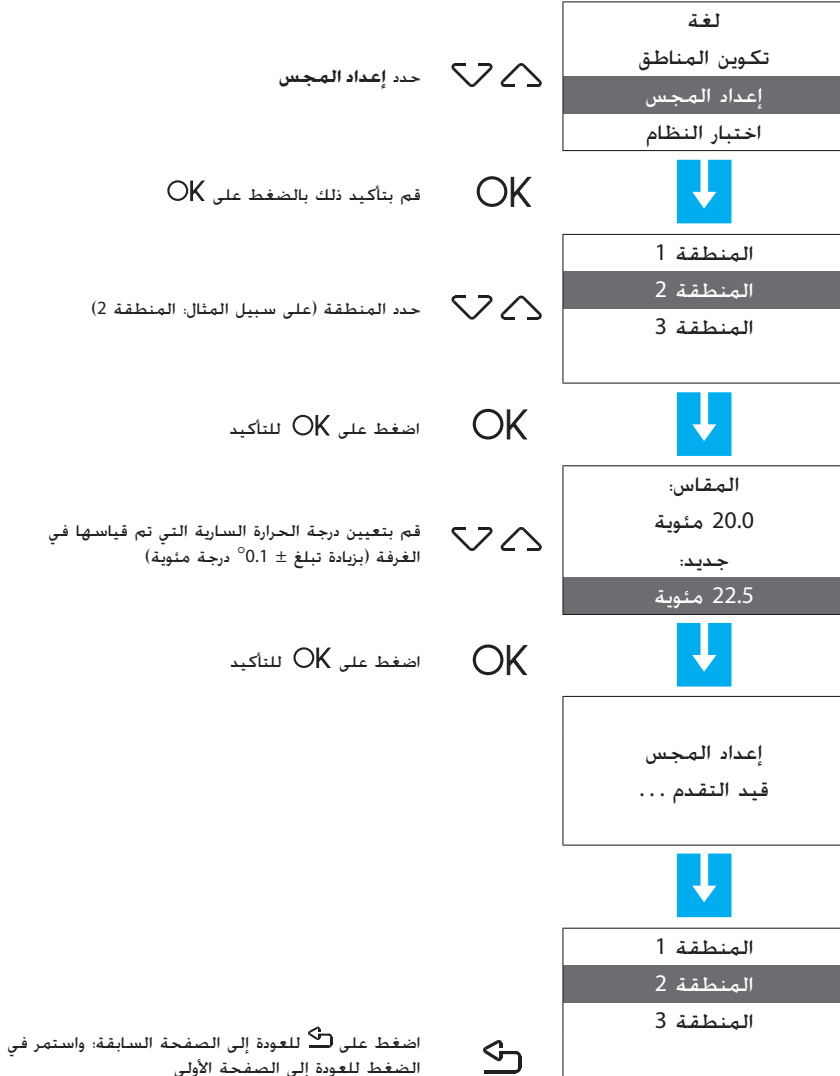 لغة
تكوين المناطق
إعداد المجس
اختبار النظام
حدد إعداد المجس
OK
قم بتأكيد ذلك بالضغط على OK
المنطقة 1
المنطقة 2
المنطقة 3
حدد المنطقة (على سبيل المثال: المنطقة 2)
OK
اضغط على OK للتأكيد
المقاس:
20.0 مئوية
جديد:
22.5 مئوية
قم بتعيين درجة الحرارة السارية التي تم قياسها في
الغرفة (بزيادة تبلغ ± 0.1° درجة مئوية)
OK
اضغط على OK للتأكيد
إعداد المجس
قيد التقدم ...
المنطقة 1
المنطقة 2
المنطقة 3
اضغط على للعودة إلى الصفحة السابقة؛ واستمر في
الضغط للعودة إلى الصفحة الأولى